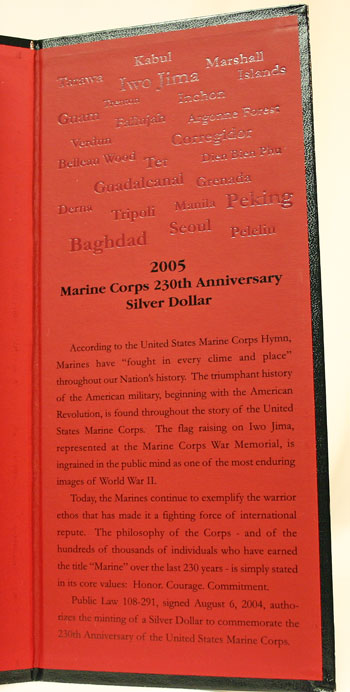 Kabul Marshall
Tarawa Iwo Jima Islands
Inchon
Guam Fallujah Argonne Forest
Verdun Corregidor
Belleau Wood Tet Dien Bien Phu
Guadalcanal Grenada
Derna Tripoli Manila Peking
Baghdad Seoul Peleliu
2005
Marine Corps 230th Anniversary
Silver Dollar
According to the United States Marine Corps Hymn,
Marines have "fought in every clime and place"
throughout out Nation's history. The triumphant history
of the American military, beginning with the American
Revolution, is found throughout the story of the United
States Marine Corps. The flag raising on Iwo Jima,
represented at the Marine Corps War Memorial, is
ingrained in the public mind as one of the most enduring
images of World War II.
Today, the Marines continue to exemplify the warrior
ethos that has made it a fighting force of international
repute. The philosophy of the Corps - and of the
hundreds of thousands of individuals who have earned
the title "Marine" over the last 230 years - is simply stated
in its core values: Honor. Courage. Commitment.
Public Law 108-291, signed August 6, 2004, autho-
rizes the minting of a Silver Dollar to commemorate the
230th Anniversary of the United States Marine Corps.